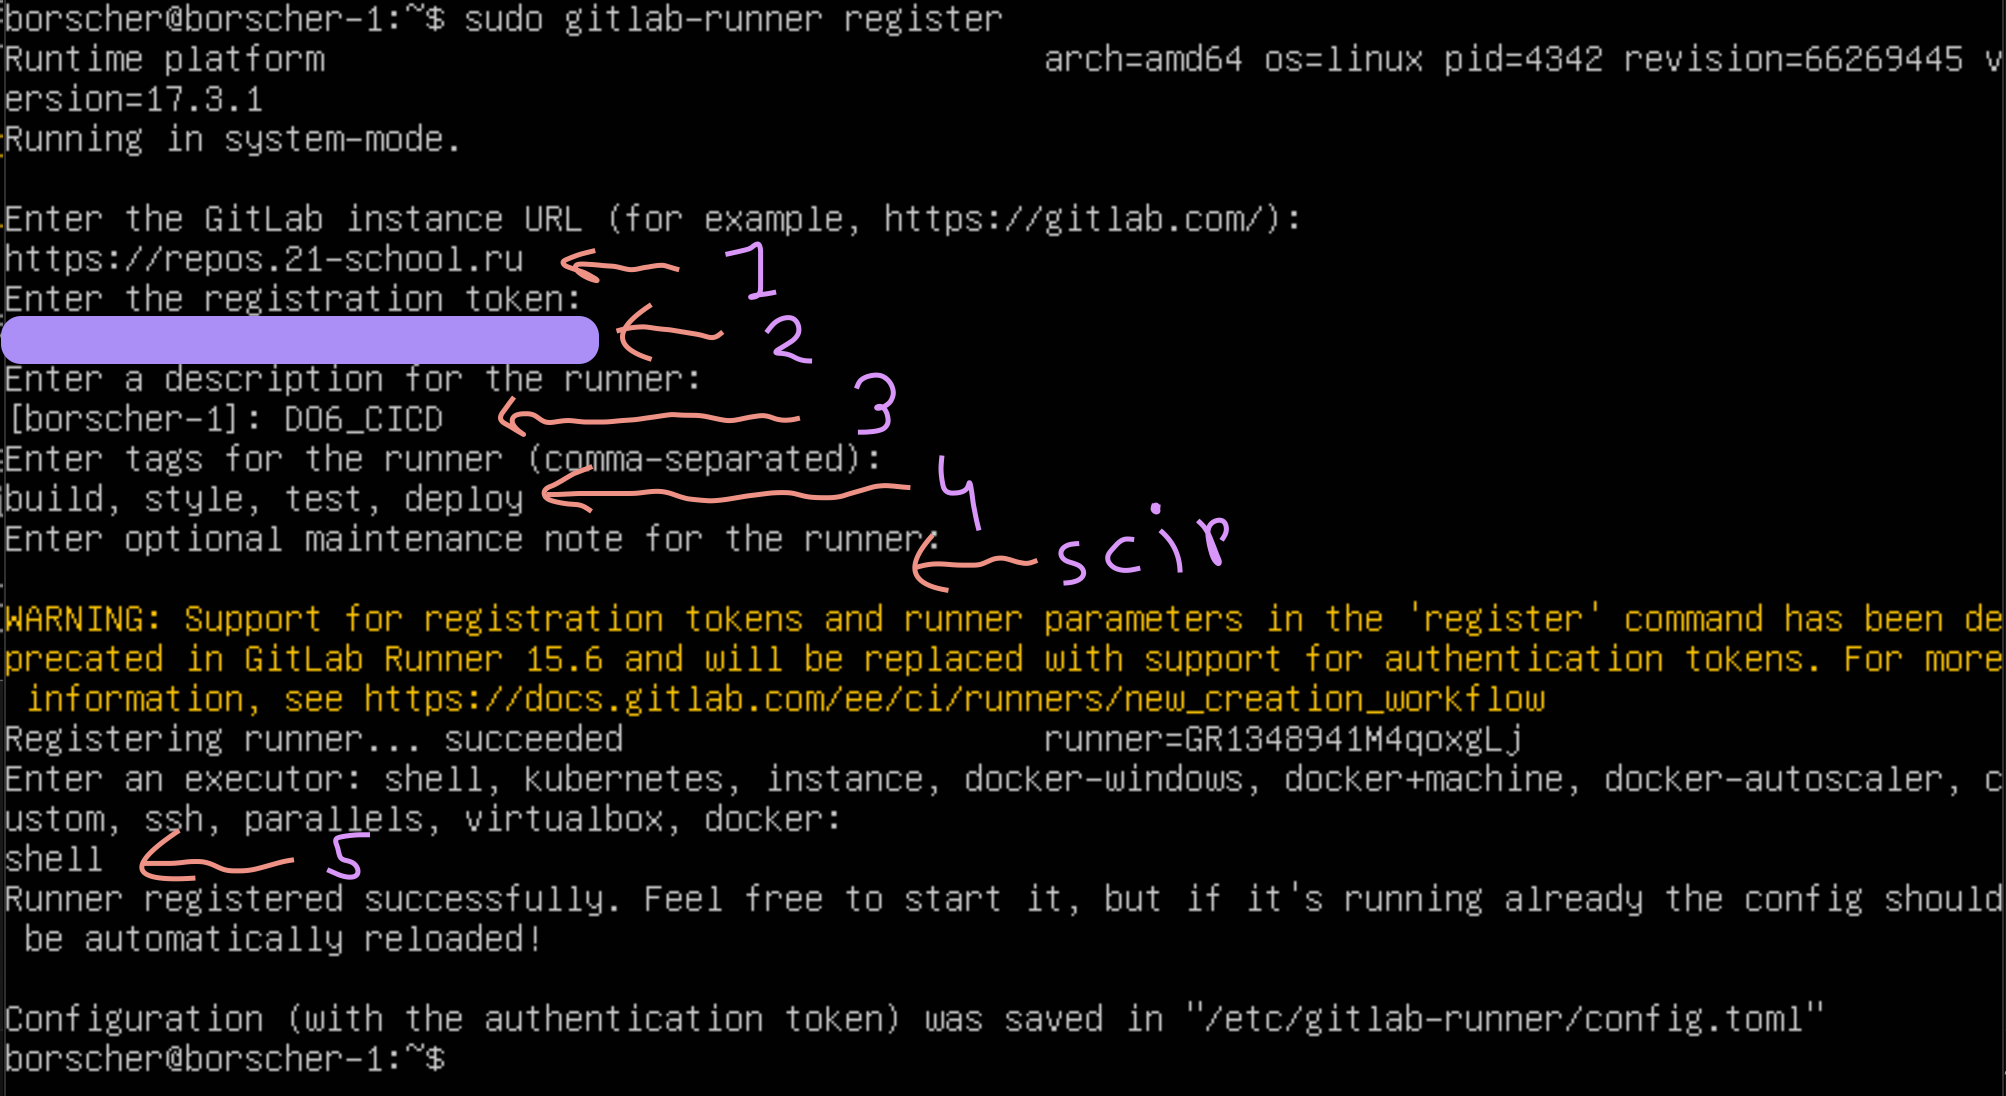 borscher@borscher-1:~$ sudo gitlab-runner register
Runtime platform                                    arch=amd64 os=linux pid=4342 revision=66269445 v
ersion=17.3.1
Running in system-mode.
Enter the GitLab instance URL (for example, https://gitlab.com/):
https://repos.21-school.ru 1
Enter the registration token:
2
Enter a description for the runner:
[borscher-1]: DO6_CICD 3
Enter tags for the runner (comma-separated):
build, style, test, deploy 4
Enter optional maintenance note for the runner:
scip
WARNING: Support for registration tokens and runner parameters in the 'register' command has been de
precated in GitLab Runner 15.6 and will be replaced with support for authentication tokens. For more
 information, see https://docs.gitlab.com/ee/ci/runners/new_creation_workflow
Registering runner... succeeded                     runner=GR1348941M4qoxgLj
Enter an executor: shell, kubernetes, instance, docker-windows, docker+machine, docker-autoscaler, c
ustom, ssh, parallels, virtualbox, docker:
shell 5
Runner registered successfully. Feel free to start it, but if it's running already the config should
 be automatically reloaded!
Configuration (with the authentication token) was saved in "/etc/gitlab-runner/config.toml"
borscher@borscher-1:~$